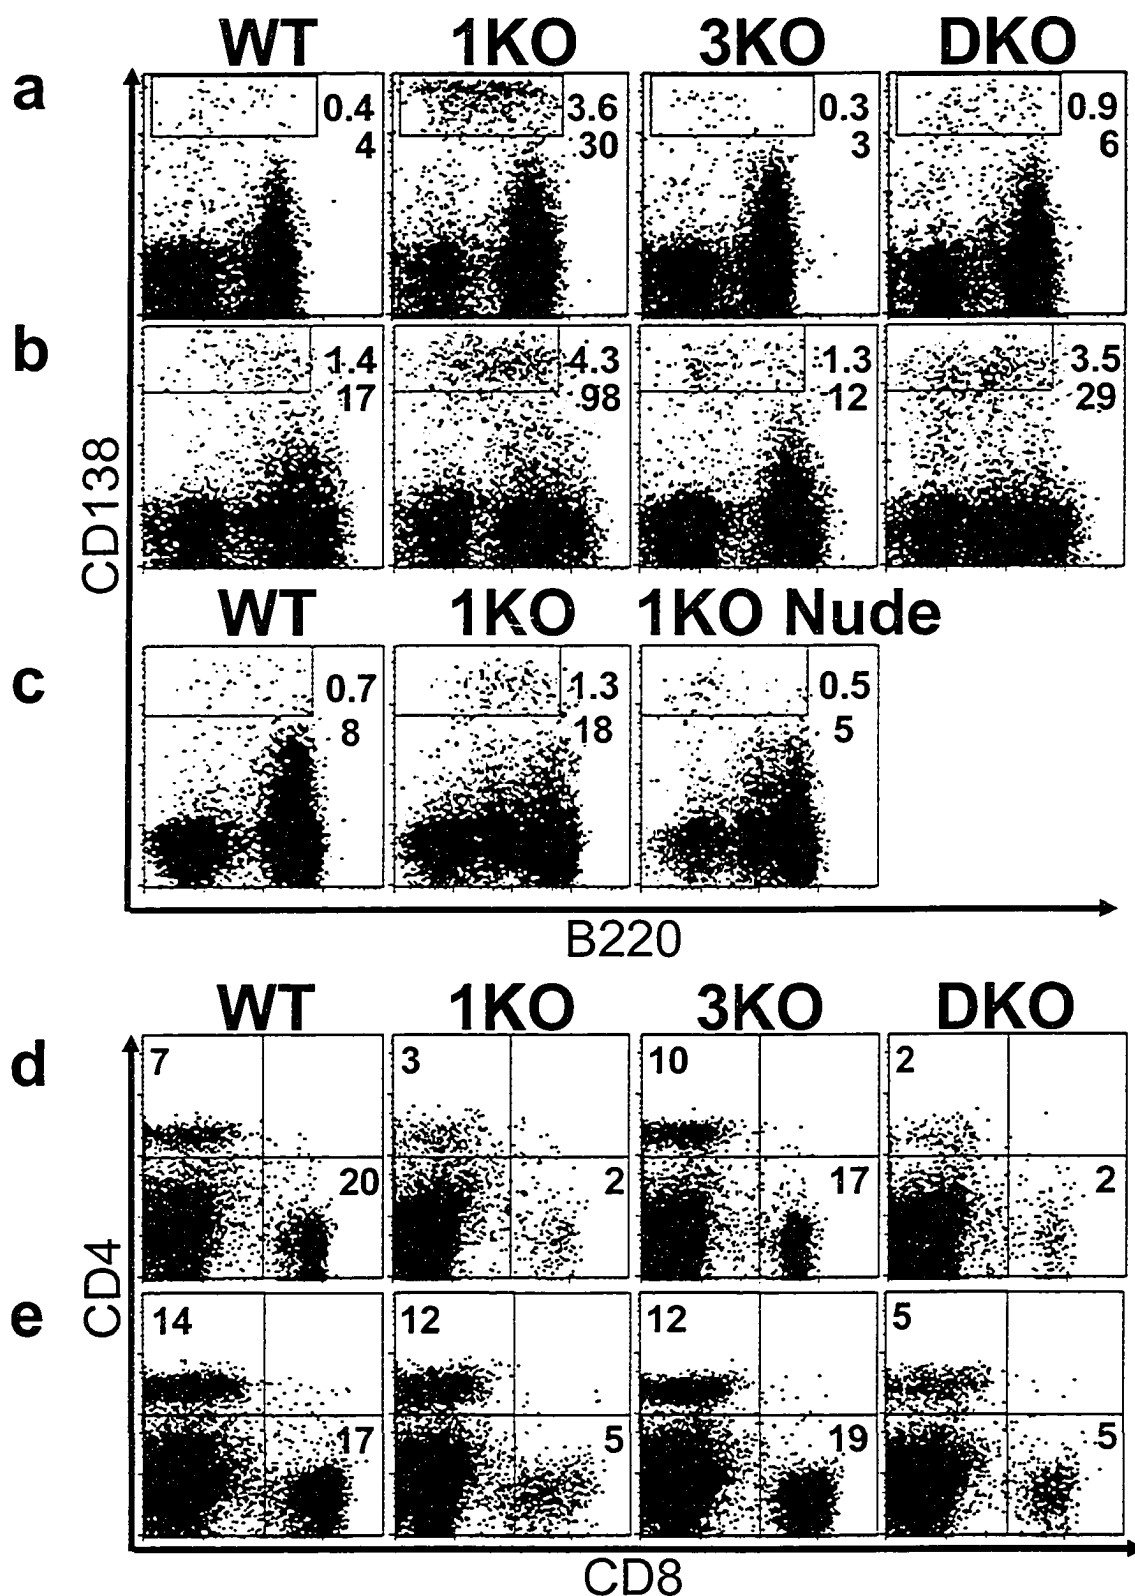 WT 1KO 3KO DKO
a
0.4 3.6 0.3 0.9
4 30 3 6
b
1.4 4.3 1.3 3.5
17 98 12 29
CD138
WT 1KO 1KO Nude
c
0.7 1.3 0.5
8 18 5
B220
WT 1KO 3KO DKO
d
7 3 10 2
20 2 17 2
CD4
e
14 12 12 5
17 5 19 5
CD8